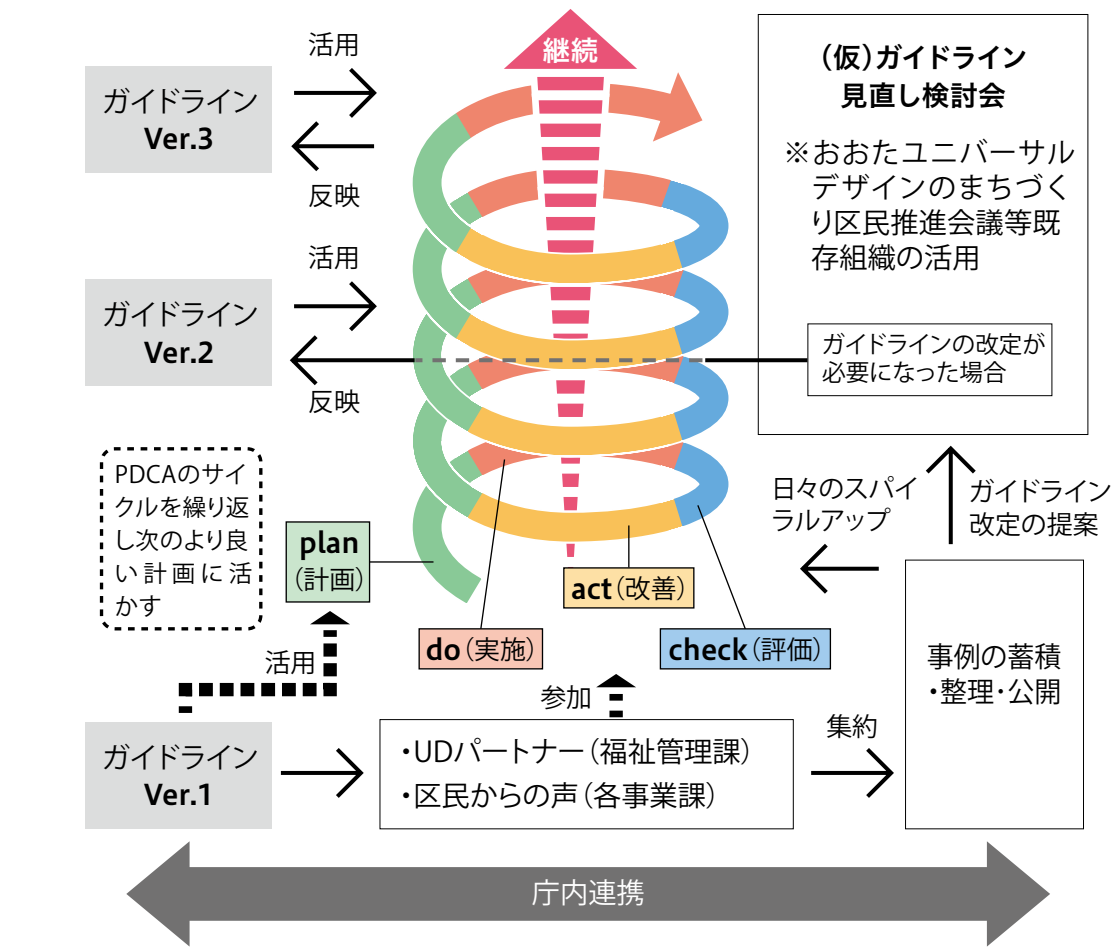 継続
活用
ガイドライン
Ver.3
反映
(仮)ガイドライン
見直し検討会
※おおたユニバーサル
デザインのまちづく
り区民推進会議等既
存組織の活用
活用
ガイドライン
Ver.2
反映
ガイドラインの改定が
必要になった場合
PDCAのサ
イクルを繰り返
し次のより良
い計画に活
かす
plan
(計画)
act(改善)
do(実施)
check(評価)
日々のスパイ
ラルアップ
ガイドライン
改定の提案
活用
参加
事例の蓄積
・整理・公開
ガイドライン
Ver.1
・UDパートナー(福祉管理課)
・区民からの声(各事業課)
集約
庁内連携